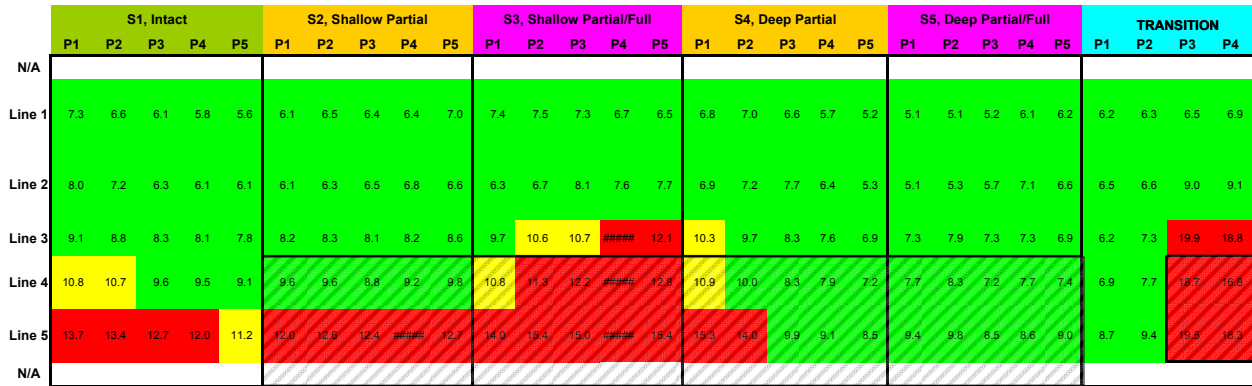 S1, Intact S2, Shallow Partial S3, Shallow Partial/Full S4, Deep Partial S5, Deep Partial/Full TRANSITION
P1 P2 P3 P4 P5 P1 P2 P3 P4 P5 P1 P2 P3 P4 P5 P1 P2 P3 P4 P5 P1 P2 P3 P4 P5 P1 P2 P3 P4
N/A
Line 1 7.3 6.6 6.1 5.8 5.6 6.1 6.5 6.4 6.4 7.0 7.4 7.5 7.3 6.7 6.5 6.8 7.0 6.6 5.7 5.2 5.1 5.1 5.2 6.1 6.2 6.2 6.3 6.5 6.9
Line 2 8.0 7.2 6.3 6.1 6.1 6.1 6.3 6.5 6.8 6.6 6.3 6.7 8.1 7.6 7.7 6.9 7.2 7.7 6.4 5.3 5.1 5.3 5.7 7.1 6.6 6.5 6.6 9.0 9.1
Line 3 9.1 8.8 8.3 8.1 7.8 8.2 8.3 8.1 8.2 8.6 9.7 10.6 10.7 ##### 12.1 10.3 9.7 8.3 7.6 6.9 7.3 7.9 7.3 7.3 6.9 6.2 7.3 19.9 18.8
Line 4 10.8 10.7 9.6 9.5 9.1 9.6 9.6 8.8 9.2 9.8 10.8 11.3 12.2 ##### 12.8 10.9 10.0 8.3 7.9 7.2 7.7 8.3 7.2 7.7 7.4 6.9 7.7 18.7 16.8
Line 5 13.7 13.4 12.7 12.0 11.2 12.0 12.6 12.4 ##### 12.7 14.0 15.4 15.0 ##### 15.4 15.3 14.0 9.9 9.1 8.5 9.4 9.8 8.5 8.6 9.0 8.7 9.4 19.5 18.3
N/A